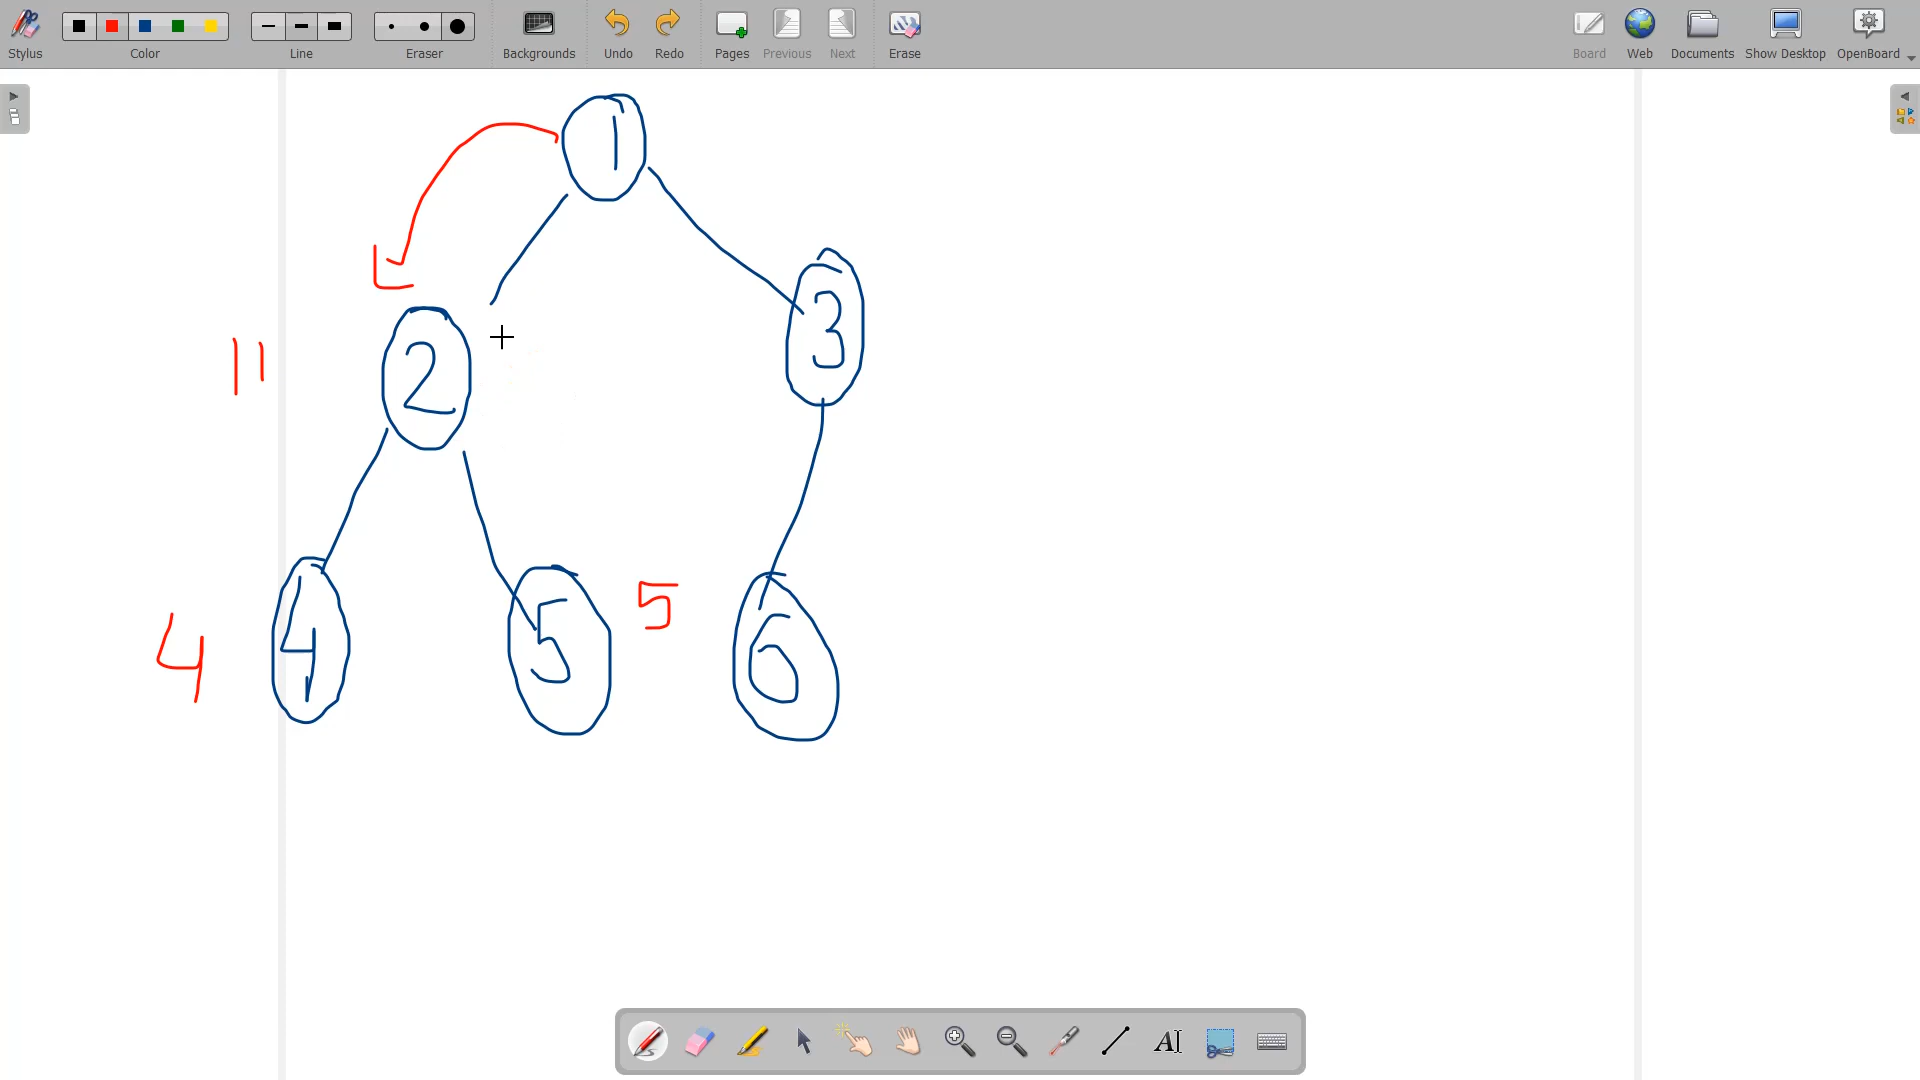 Stylus Color Line Eraser Backgrounds Undo Redo Pages Previous Next Erase Board Web Documents Show Desktop OpenBoard
1
3
11 2
4 4 5 5 6
AI